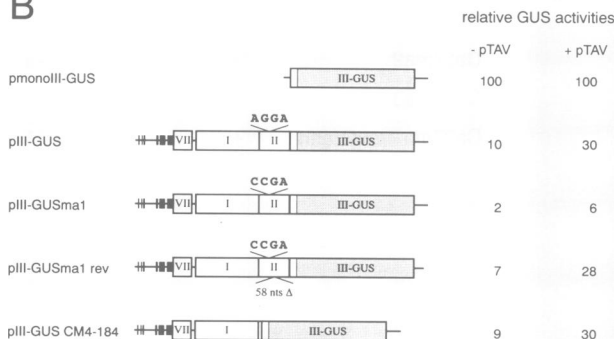 B
relative GUS activities
- pTAV + pTAV
pmonoIII-GUS III-GUS 100 100
AGGA
pIII-GUS VII I II III-GUS 10 30
CCGA
pIII-GUSma1 VII I II III-GUS 2 6
CCGA
pIII-GUSma1 rev VII I II III-GUS 7 28
58 nts Δ
pIII-GUS CM4-184 VII I III-GUS 9 30